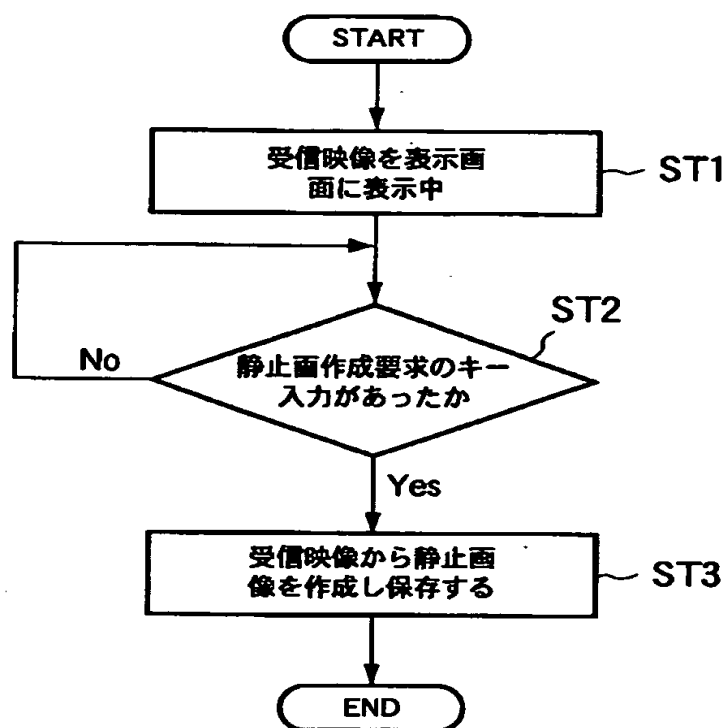 START
受信映像を表示画
面に表示中
ST1
ST2
静止画作成要求のキー
入力があったか
No
Yes
受信映像から静止画
像を作成し保存する
ST3
END